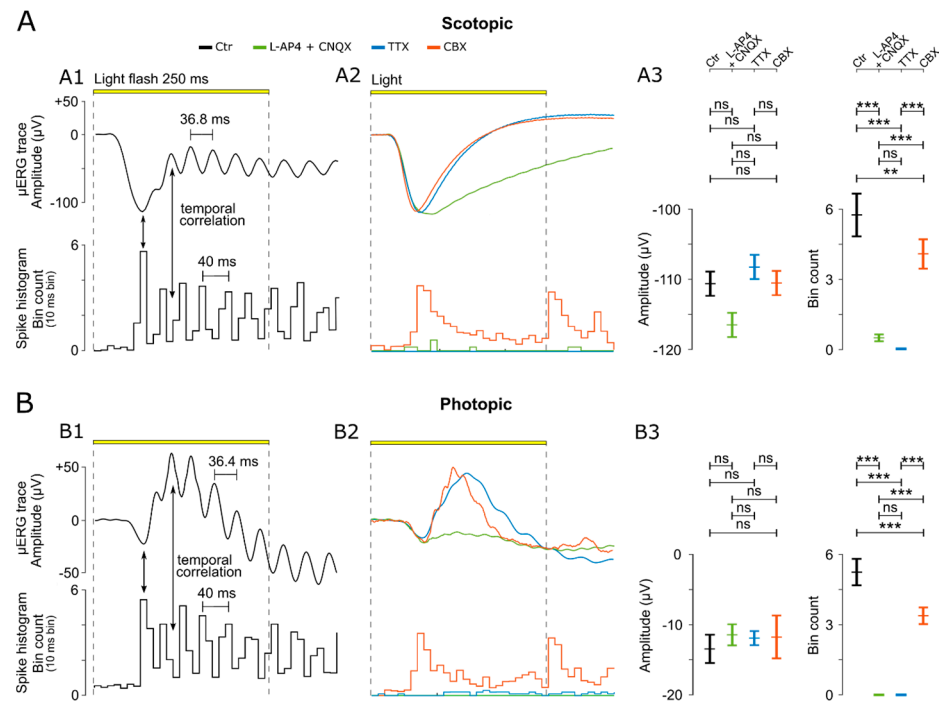 A
Scotopic
Ctr
L-AP4 + CNQX
TTX
CBX
A1
Light flash 250 ms
+50
0
-100
µERG trace
Amplitude (µV)
36.8 ms
temporal
correlation
6
0
Spike histogram
Bin count
(10 ms bin)
40 ms
A2
Light
A3
Ctr
L-AP4
+ CNQX
TTX
CBX
ns
ns
ns
ns
ns
ns
-100
-110
-120
Amplitude (µV)
Ctr
L-AP4
+ CNQX
TTX
CBX
***
***
***
***
ns
**
6
3
0
Bin count
B
Photopic
B1
+50
0
-50
µERG trace
Amplitude (µV)
36.4 ms
temporal
correlation
6
0
Spike histogram
Bin count
(10 ms bin)
40 ms
B2
B3
ns
ns
ns
ns
ns
ns
0
-10
-20
Amplitude (µV)
***
***
***
***
ns
***
6
3
0
Bin count